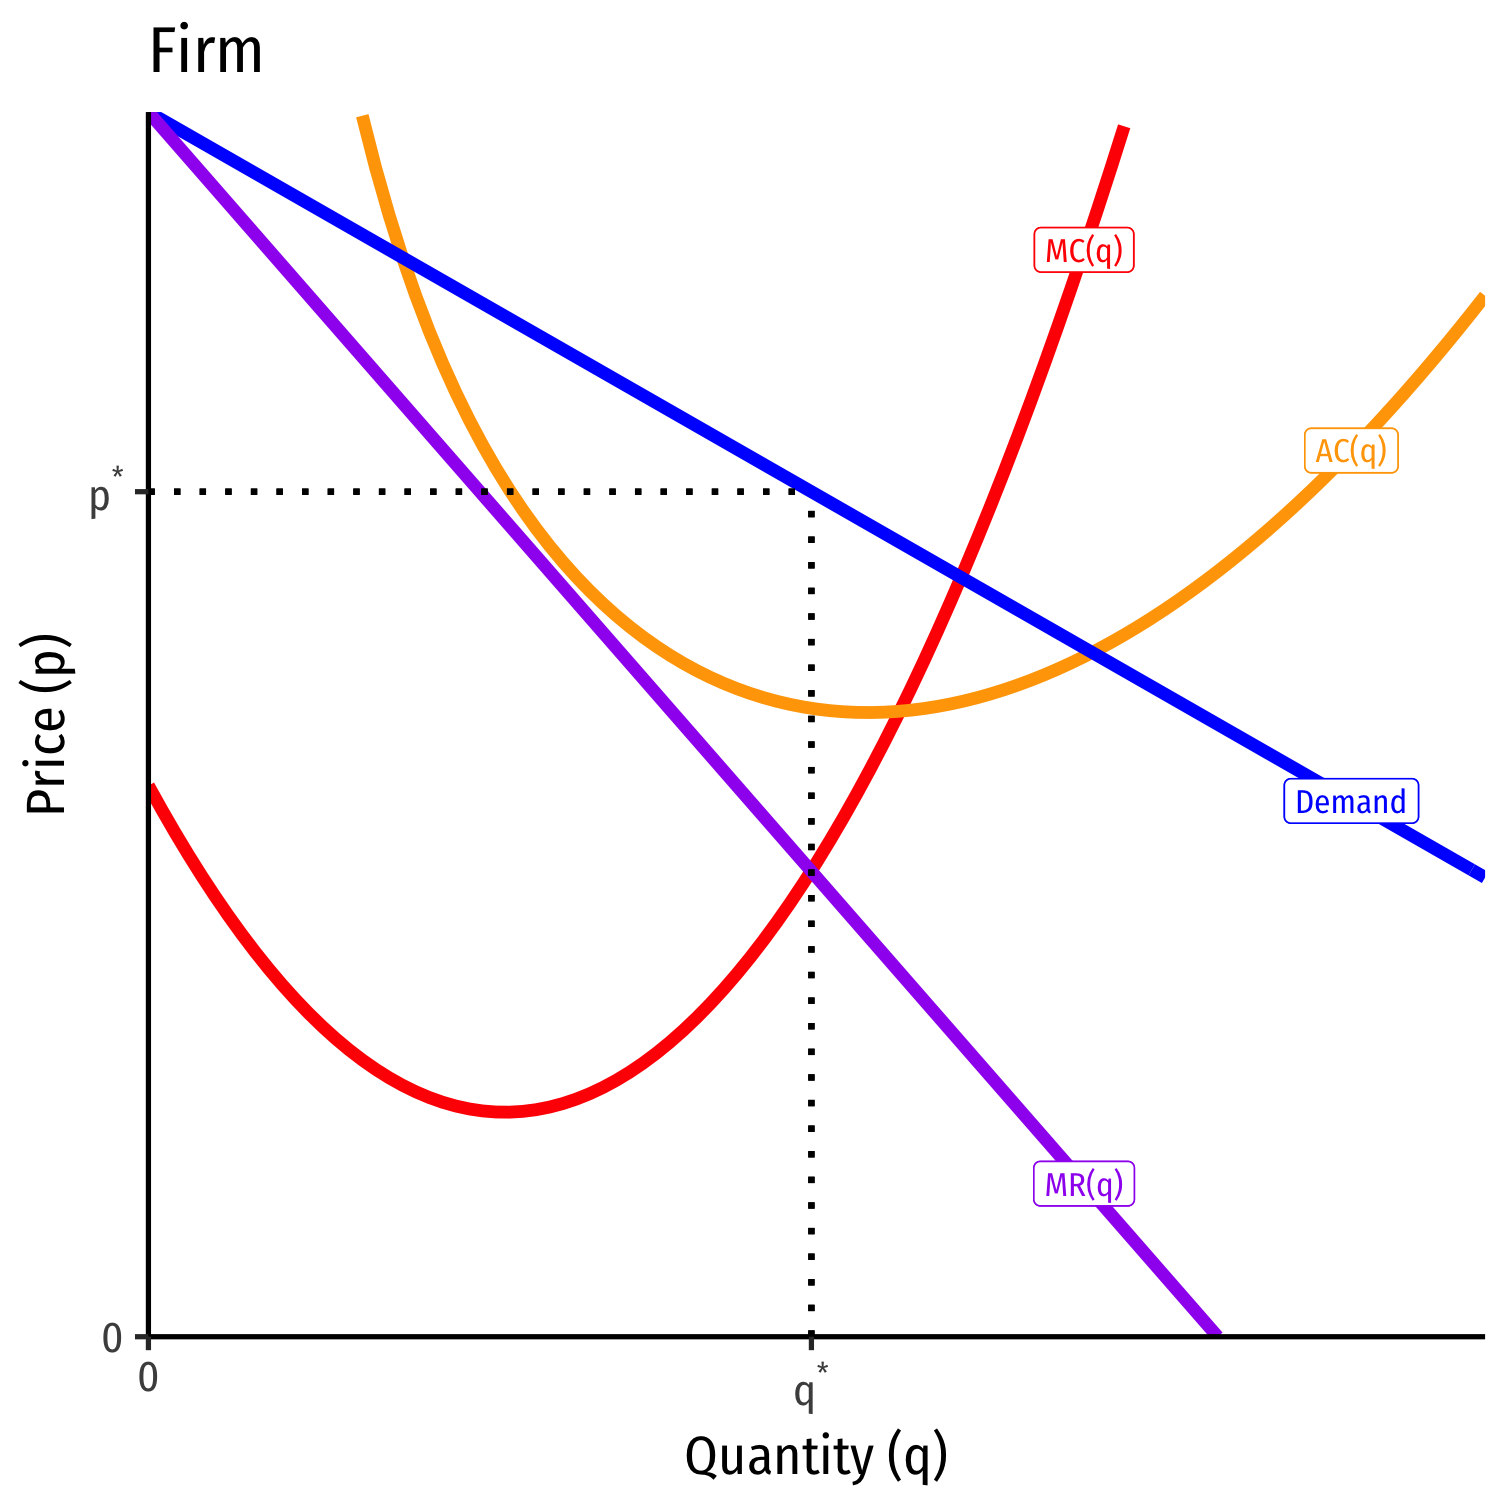 Firm
MC(q)
AC(q)
p*
Price (p)
Demand
MR(q)
0
0
q*
Quantity (q)